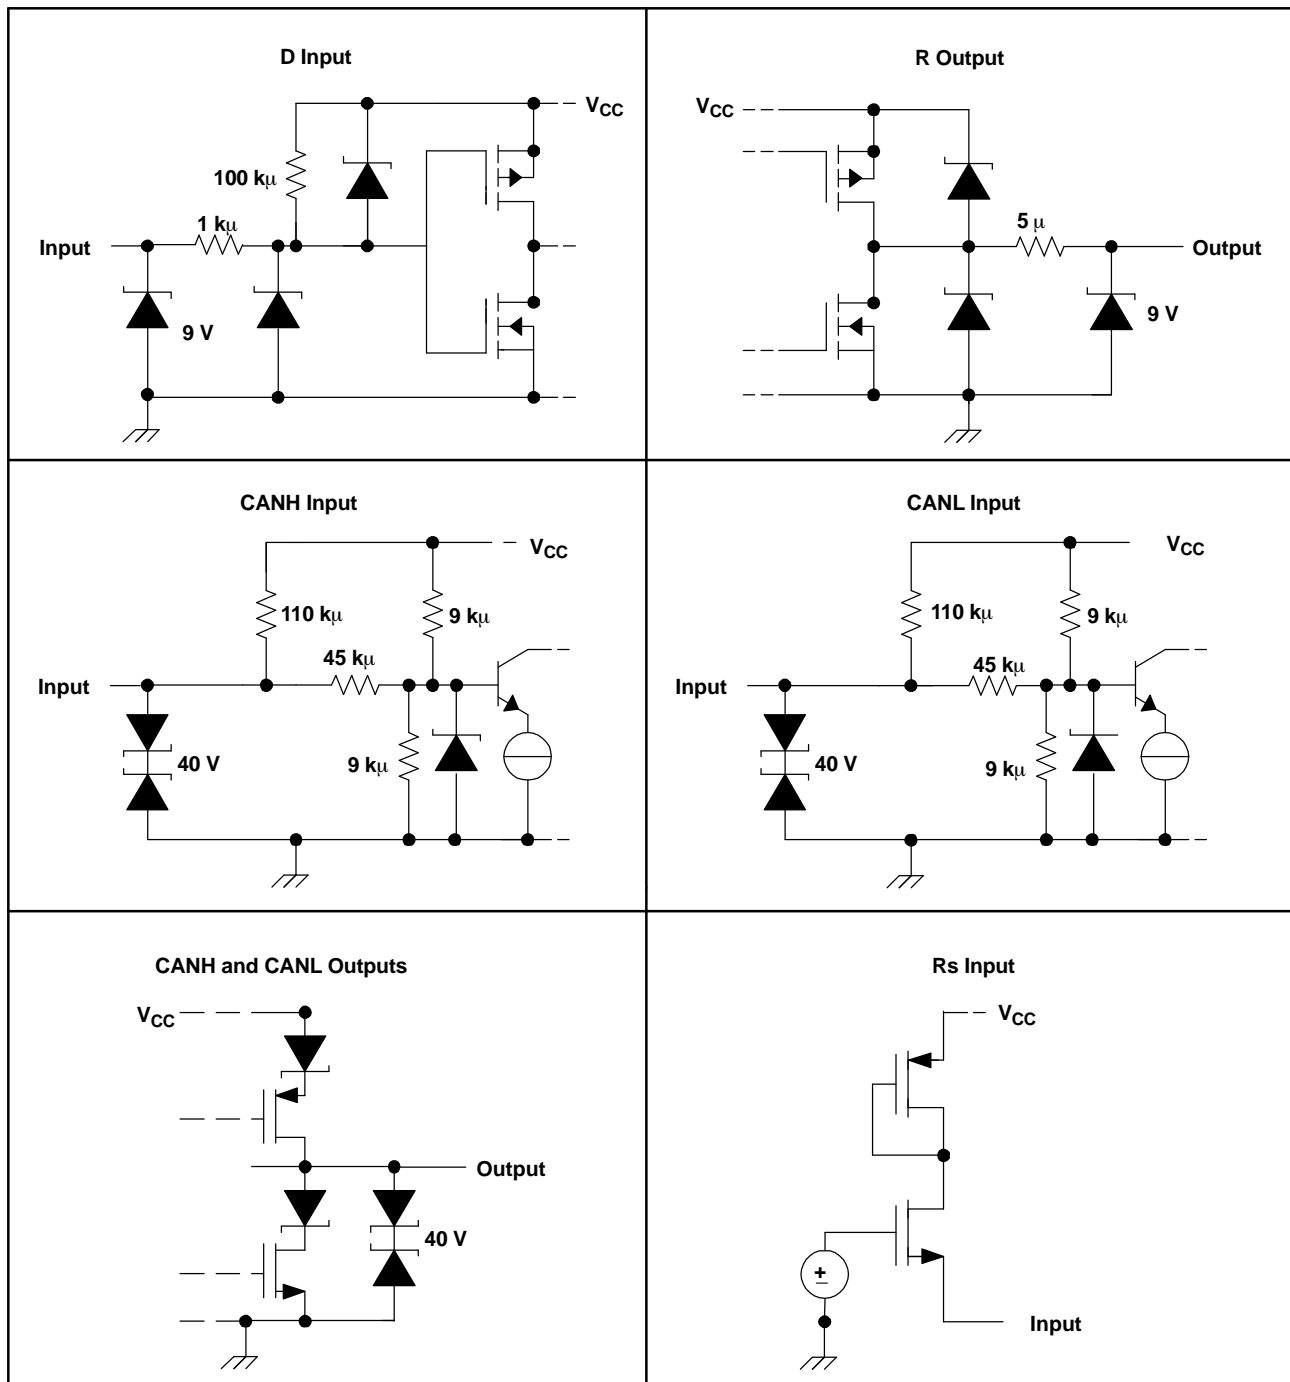 D Input
VCC
100 kμ
1 kμ
Input
9 V
R Output
VCC
5 μ
Output
9 V
CANH Input
VCC
110 kμ
9 kμ
45 kμ
Input
40 V
9 kμ
CANL Input
VCC
110 kμ
9 kμ
45 kμ
Input
40 V
9 kμ
CANH and CANL Outputs
VCC
Output
40 V
Rs Input
VCC
±
Input